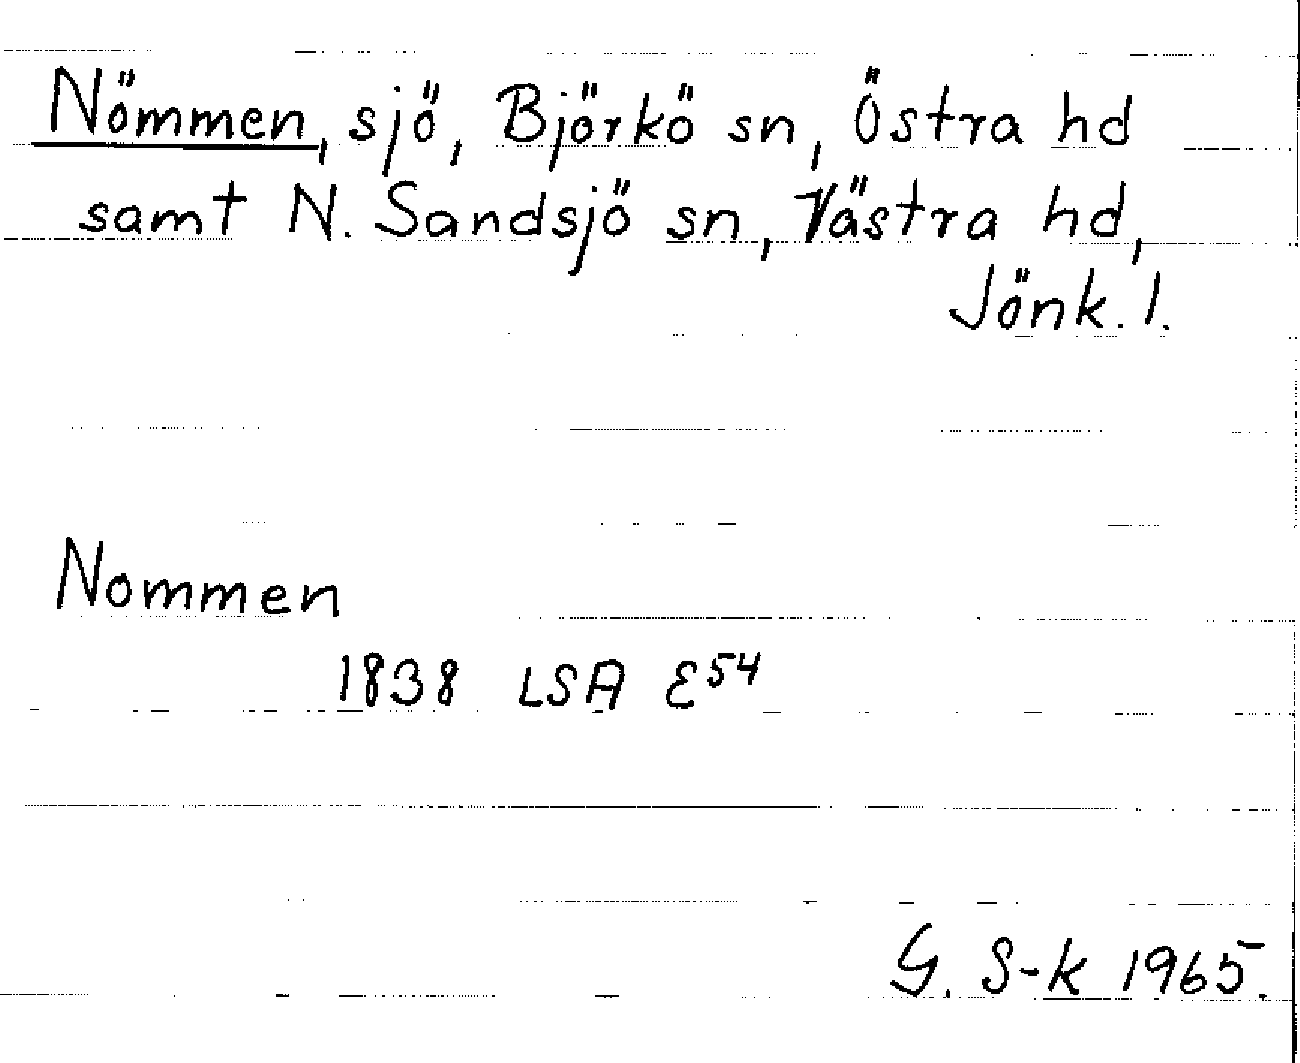 Nömmen, sjö, Björkö sn, Östra hd
samt N. Sandsjö sn, Västra hd,
Jönk. l.
Nommen
1838 LSA E54
G. S-k 1965.